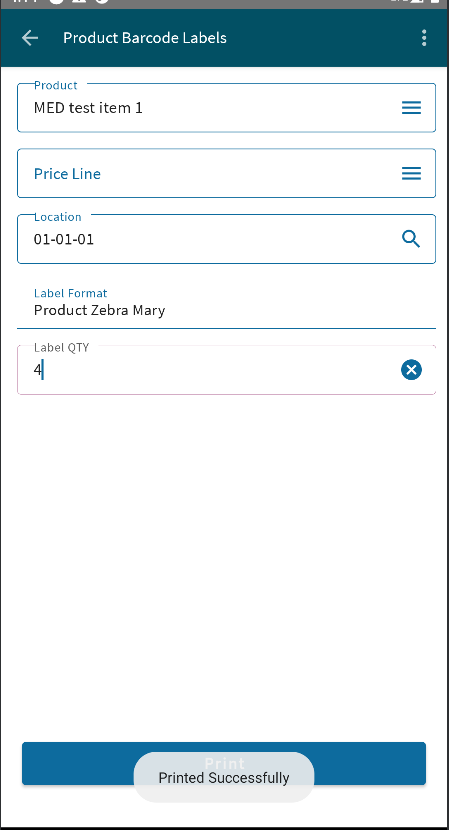 Product Barcode Labels
Product
MED test item 1
Price Line
Location
01-01-01
Label Format
Product Zebra Mary
Label QTY
4
Print
Printed Successfully